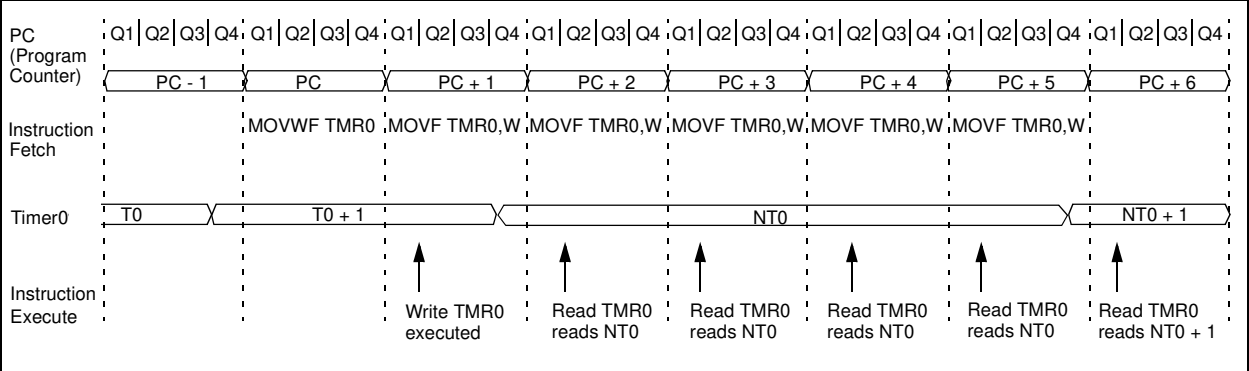 PC
(Program
Counter)
Q1 Q2 Q3 Q4 Q1 Q2 Q3 Q4 Q1 Q2 Q3 Q4 Q1 Q2 Q3 Q4 Q1 Q2 Q3 Q4 Q1 Q2 Q3 Q4 Q1 Q2 Q3 Q4 Q1 Q2 Q3 Q4
PC - 1 PC PC + 1 PC + 2 PC + 3 PC + 4 PC + 5 PC + 6
Instruction
Fetch
MOVWF TMR0 MOVF TMR0,W MOVF TMR0,W MOVF TMR0,W MOVF TMR0,W MOVF TMR0,W
Timer0
T0 T0 + 1 NT0 NT0 + 1
Instruction
Execute
Write TMR0
executed
Read TMR0
reads NT0
Read TMR0
reads NT0
Read TMR0
reads NT0
Read TMR0
reads NT0
Read TMR0
reads NT0 + 1